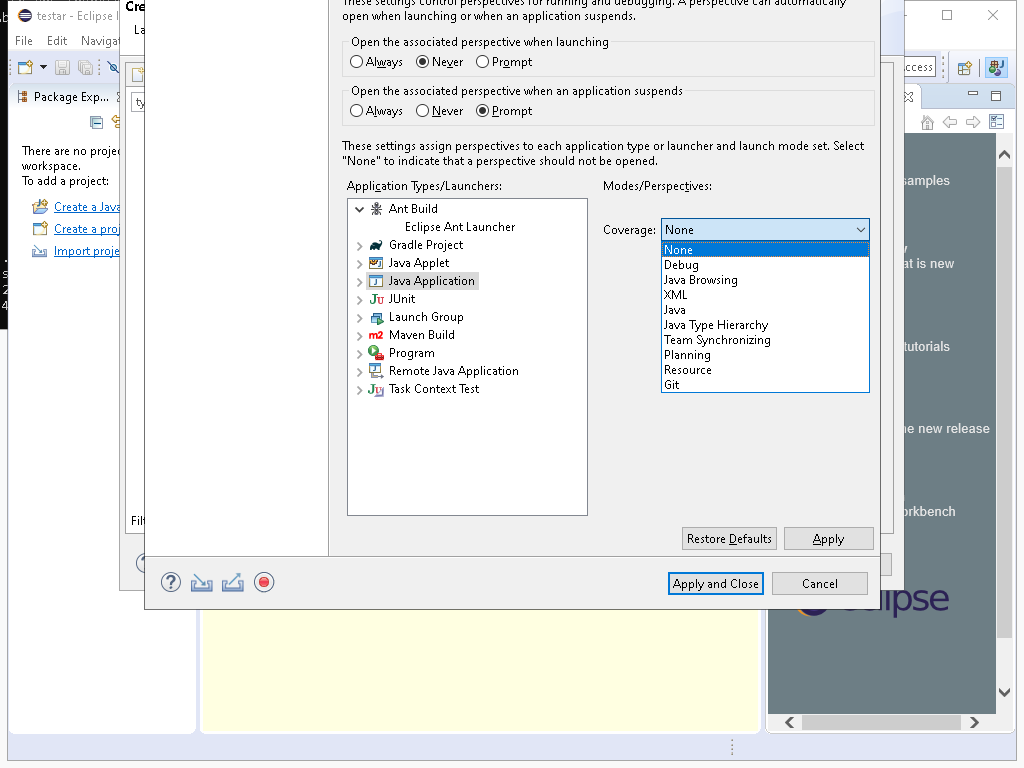 testar - Eclipse
File Edit Navigat
Package Exp...
There are no proje
workspace.
To add a project:
Create a Java
Create a proj
Import proje
Cre
La
ty
Filt
These settings control perspectives for running and debugging. A perspective can automatically
open when launching or when an application suspends.
Open the associated perspective when launching
Always Never Prompt
Open the associated perspective when an application suspends
Always Never Prompt
These settings assign perspectives to each application type or launcher and launch mode set. Select
"None" to indicate that a perspective should not be opened.
Application Types/Launchers:
Ant Build
Eclipse Ant Launcher
Gradle Project
Java Applet
Java Application
JUnit
Launch Group
Maven Build
Program
Remote Java Application
Task Context Test
Modes/Perspectives:
Coverage: None
None
Debug
Java Browsing
XML
Java
Java Type Hierarchy
Team Synchronizing
Planning
Resource
Git
Restore Defaults Apply
Apply and Close Cancel
ccess
samples
at is new
tutorials
ne new release
orkbench
eclipse